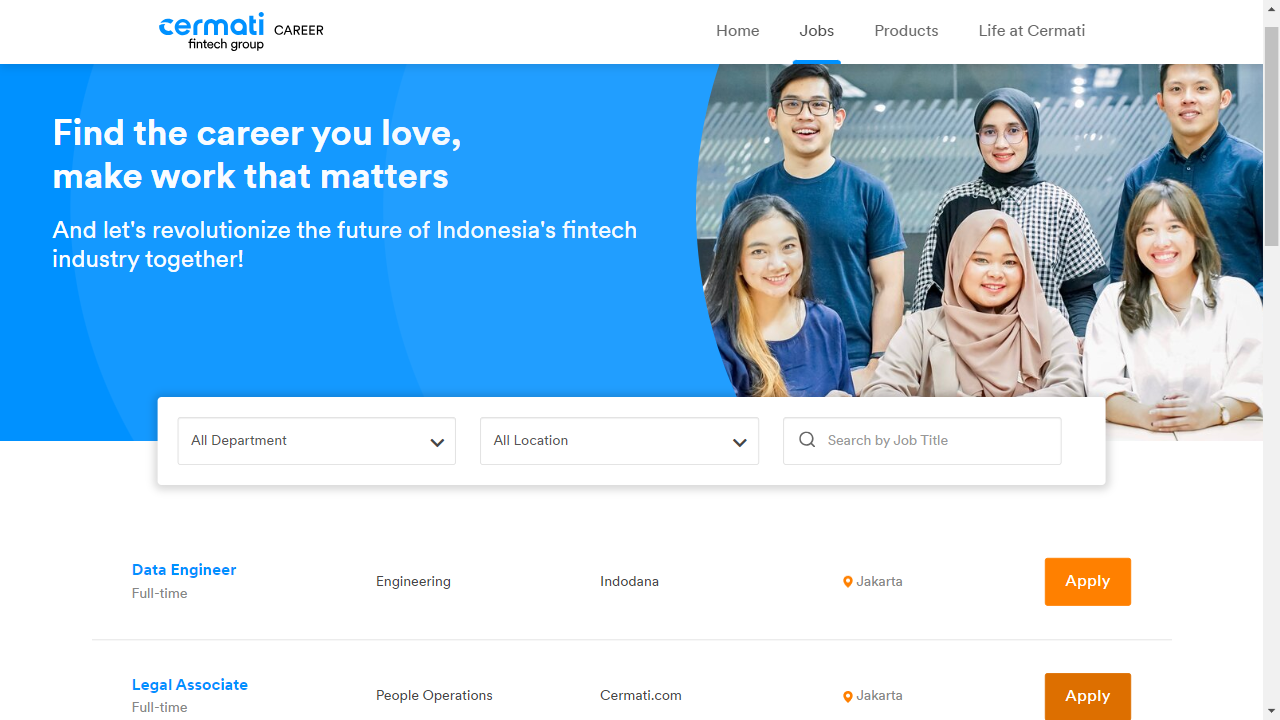 cermati
fintech group
CAREER
Home
Jobs
Products
Life at Cermati
Find the career you love,
make work that matters
And let's revolutionize the future of Indonesia's fintech
industry together!
All Department
All Location
Search by Job Title
Data Engineer
Full-time
Engineering
Indodana
Jakarta
Apply
Legal Associate
Full-time
People Operations
Cermati.com
Jakarta
Apply